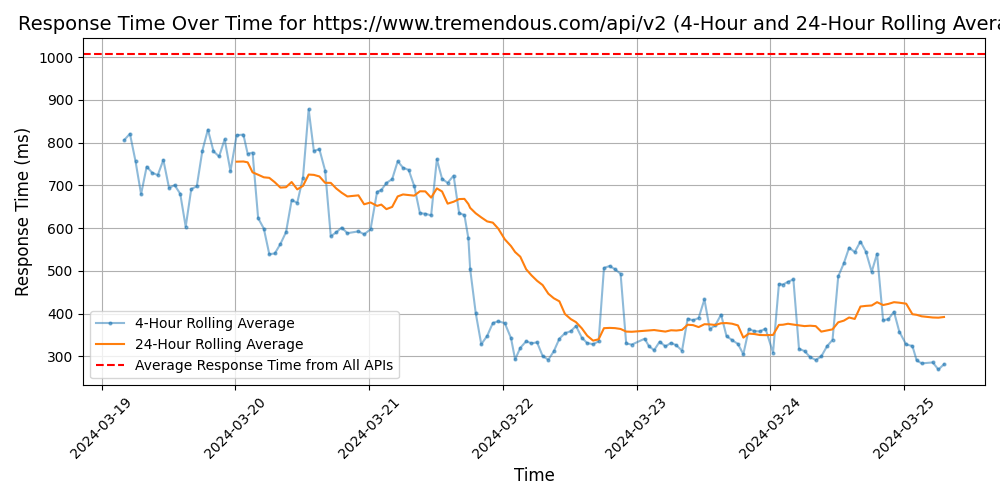 Response Time Over Time for https://www.tremendous.com/api/v2 (4-Hour and 24-Hour Rolling Avera
Response Time (ms)
1000
900
800
700
600
500
400
300
4-Hour Rolling Average
24-Hour Rolling Average
Average Response Time from All APIs
2024-03-19
2024-03-20
2024-03-21
2024-03-22
2024-03-23
2024-03-24
2024-03-25
Time